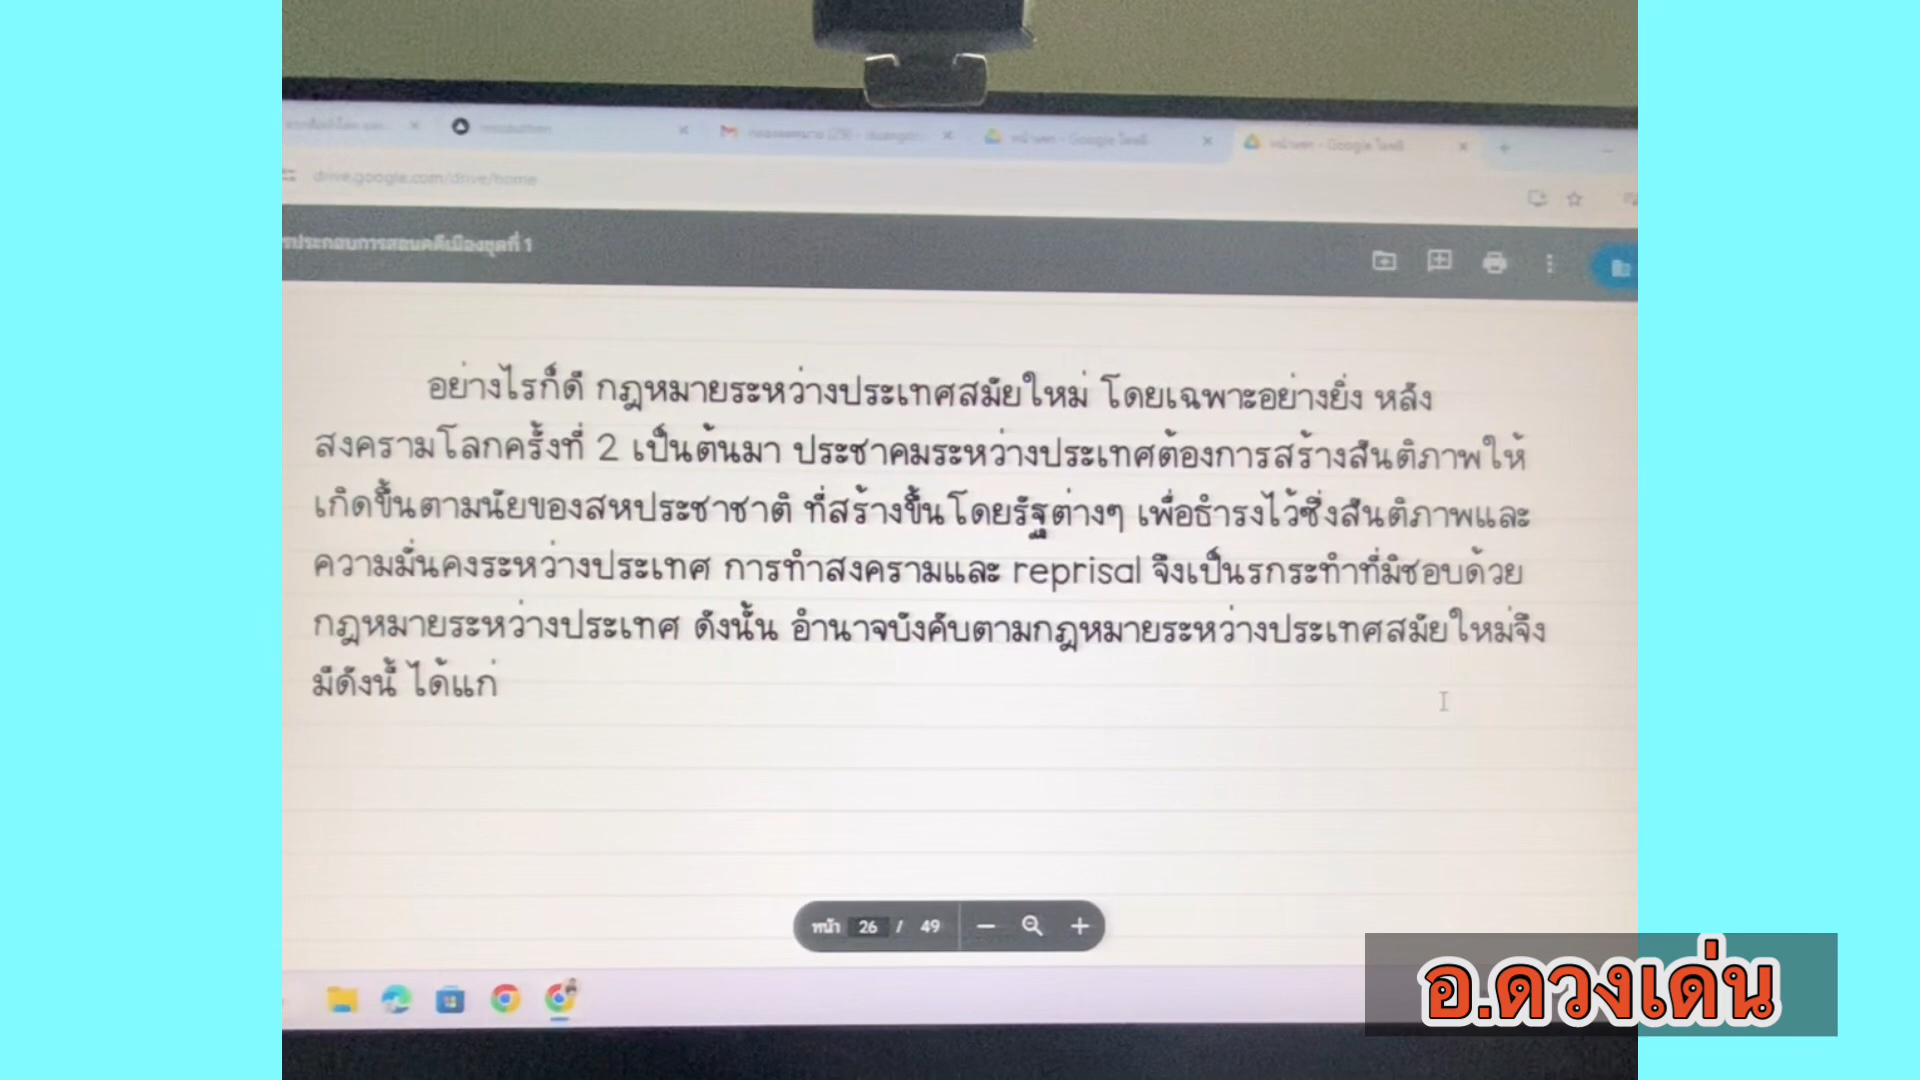 drive.google.com/drive/home
รประกอบการสอนคดีเมืองชุดที่ 1
อย่างไรก็ดี กฎหมายระหว่างประเทศสมัยใหม่ โดยเฉพาะอย่างยิ่ง หลัง
สงครามโลกครั้งที่ 2 เป็นต้นมา ประชาคมระหว่างประเทศต้องการสร้างสันติภาพให้
เกิดขึ้นตามนัยของสหประชาชาติ ที่สร้างขึ้นโดยรัฐต่างๆ เพื่อธำรงไว้ซึ่งสันติภาพและ
ความมั่นคงระหว่างประเทศ การทำสงครามและ reprisal จึงเป็นรกระทำที่มิชอบด้วย
กฎหมายระหว่างประเทศ ดังนั้น อำนาจบังคับตามกฎหมายระหว่างประเทศสมัยใหม่จึง
มีดังนี้ ได้แก่
หน้า 26 / 49
อ.ดวงเด่น